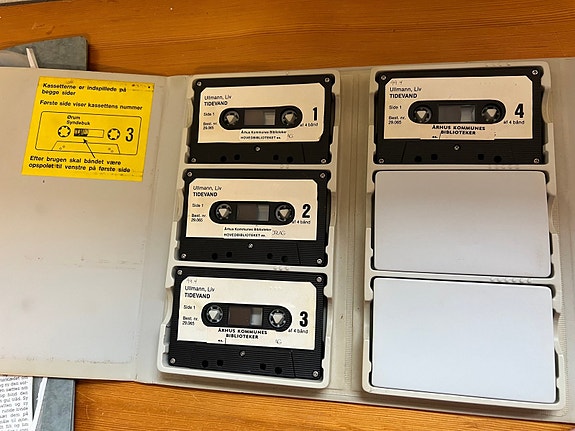 Kassetterne er indspillede på
begge sider
Første side viser kassettens nummer
Ørum
Syndebuk
3
Efter brugen skal båndet være
opspolet til venstre på første side
Ullmann, Liv
TIDEVAND
Side 1
1
Best. nr.
29.065
af 4 bånd
Århus Kommunes Biblioteker
HOVEDBIBLIOTEKET
Ullmann, Liv
TIDEVAND
Side 1
2
Best. nr.
29.065
af 4 bånd
Århus Kommunes Biblioteker
HOVEDBIBLIOTEKET
Ullmann, Liv
TIDEVAND
Side 1
Best. nr.
29.065
3
af 4 bånd
ÅRHUS KOMMUNES
BIBLIOTEKER
Ullmann, Liv
TIDEVAND
Side 1
4
Best. nr.
29.065
af 4 bånd
ÅRHUS KOMMUNES
BIBLIOTEKER